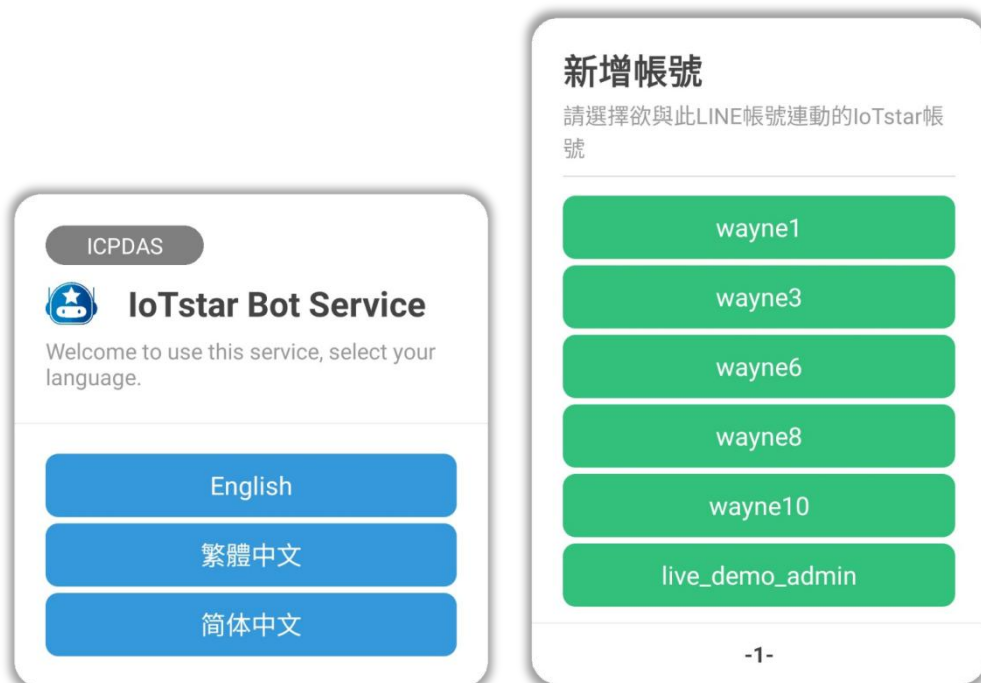 ICPDAS
IoTstar Bot Service
Welcome to use this service, select your
language.
English
繁體中文
简体中文
新增帳號
請選擇欲與此LINE帳號連動的IoTstar帳
號
wayne1
wayne3
wayne6
wayne8
wayne10
live_demo_admin
-1-